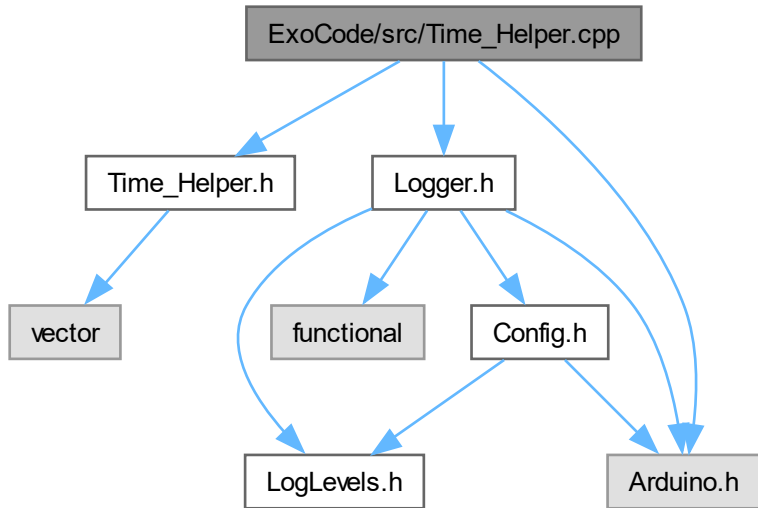 ExoCode/src/Time_Helper.cpp
Time_Helper.h
Logger.h
vector
functional
Config.h
LogLevels.h
Arduino.h